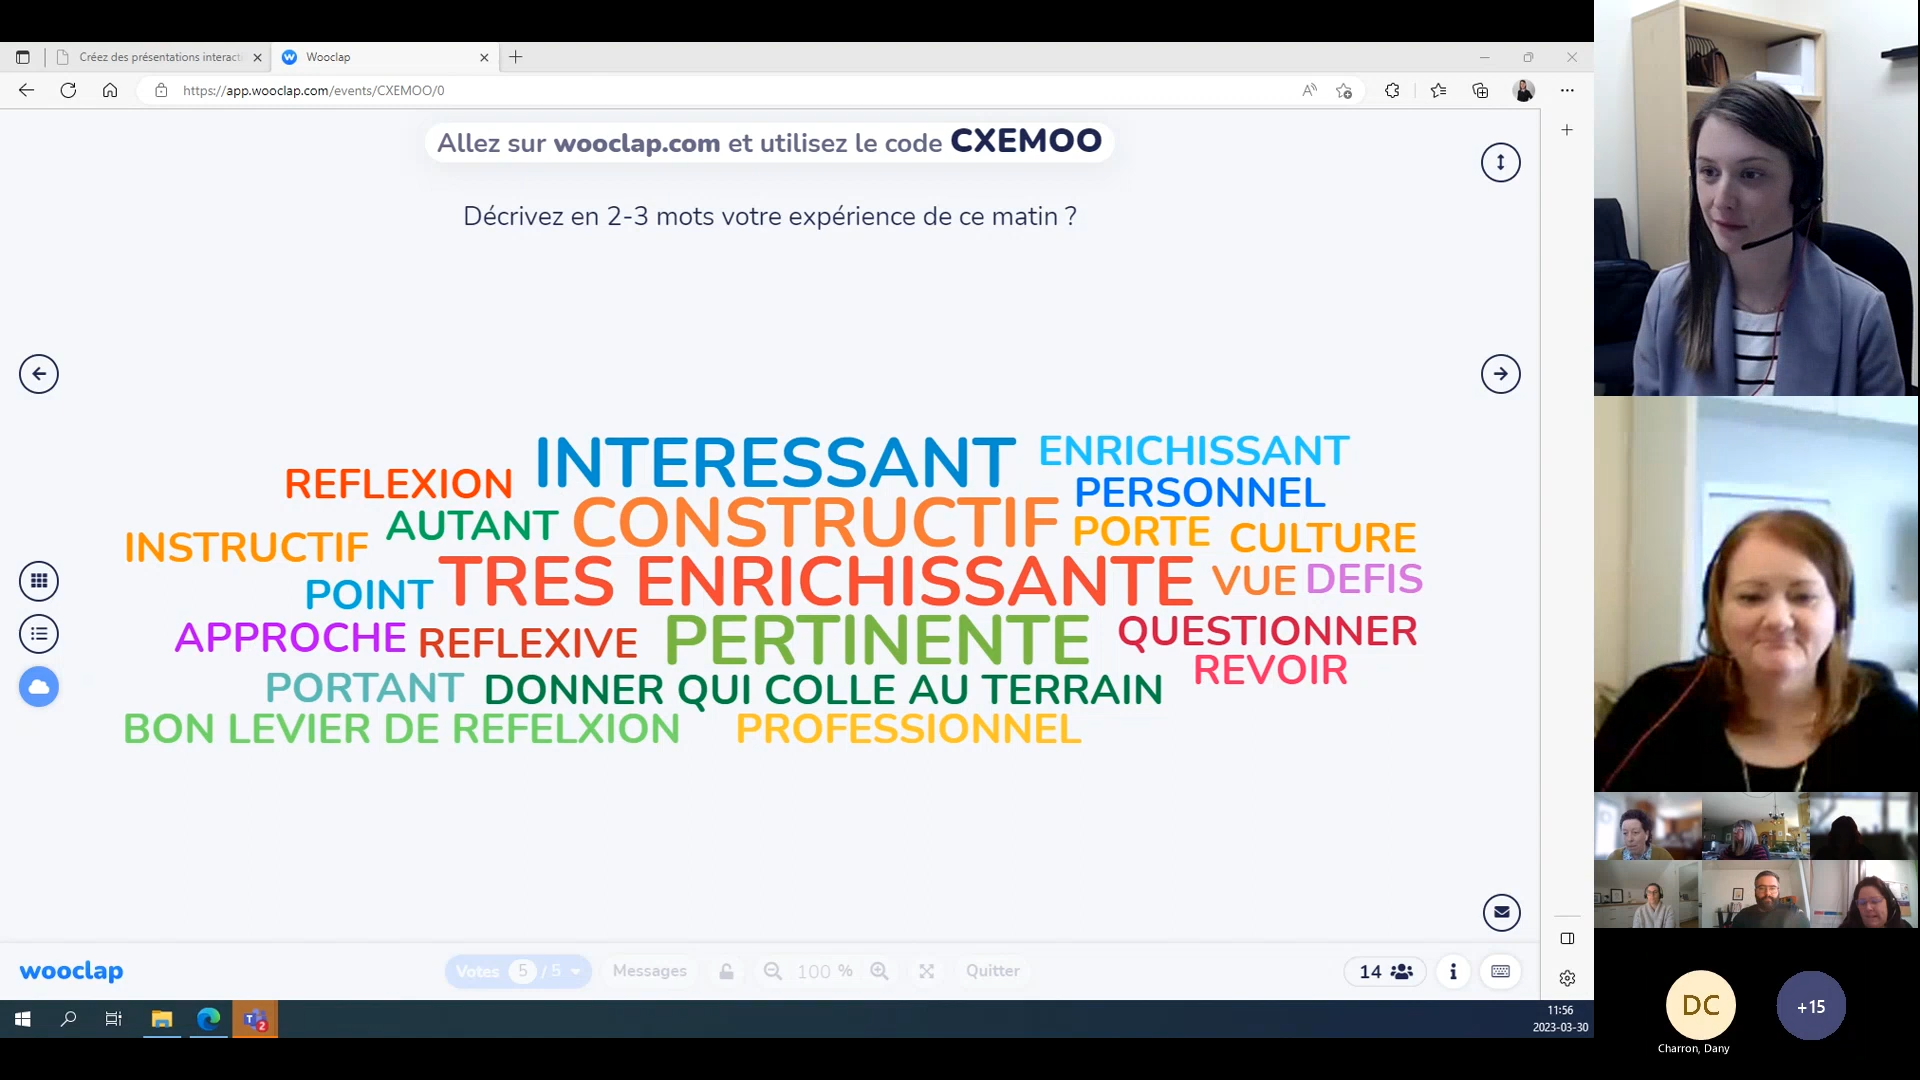 Créez des présentations interact
Wooclap
https://app.wooclap.com/events/CXEMOO/0
Allez sur wooclap.com et utilisez le code CXEMOO
Décrivez en 2-3 mots votre expérience de ce matin ?
INTERESSANT
ENRICHISSANT
REFLEXION
PERSONNEL
AUTANT
CONSTRUCTIF
PORTE
CULTURE
INSTRUCTIF
POINT
TRES ENRICHISSANTE
VUE
DEFIS
APPROCHE
REFLEXIVE
PERTINENTE
QUESTIONNER
REVOIR
PORTANT
DONNER QUI COLLE AU TERRAIN
BON LEVIER DE REFELXION
PROFESSIONNEL
wooclap
Votes 5 / 5
Messages
100 %
Quitter
14
DC
+15
Charron, Dany
11:56
2023-03-30